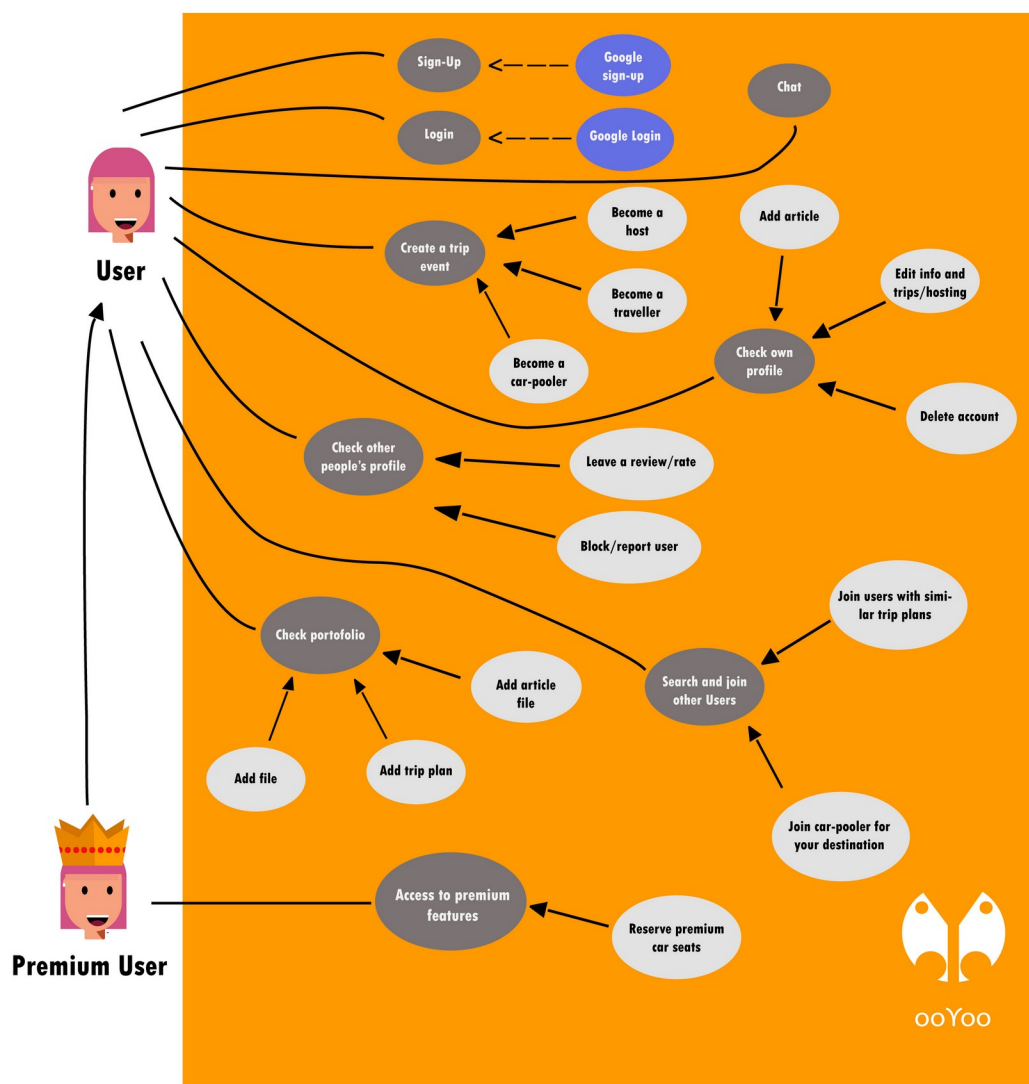 Sign-Up
Google
sign-up
Chat
Login
Google Login
User
Create a trip
event
Become a
host
Add article
Become a
traveller
Edit info and
trips/hosting
Become a
car-pooler
Check own
profile
Delete account
Check other
people's profile
Leave a review/rate
Block/report user
Join users with simi-
lar trip plans
Check portofolio
Add article
file
Search and join
other Users
Add file
Add trip plan
Join car-pooler for
your destination
Premium User
Access to premium
features
Reserve premium
car seats
ooYoo